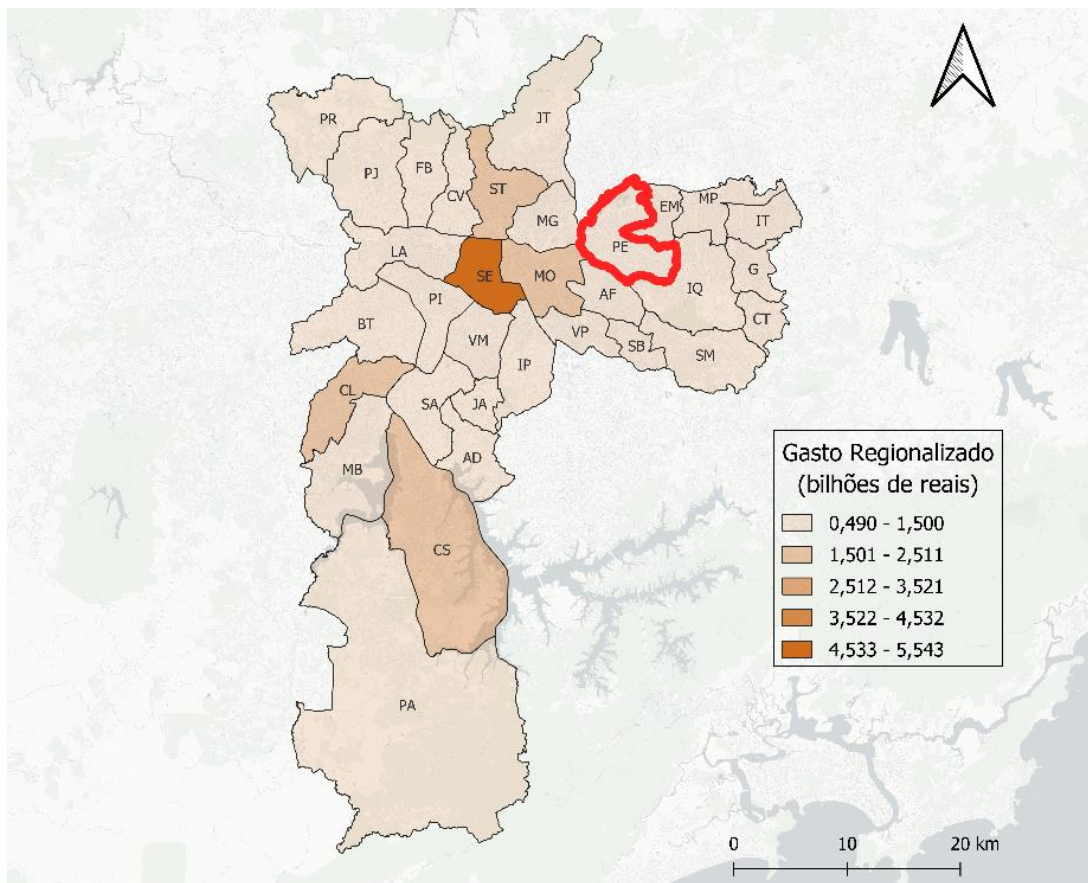 JT
PR
PJ
FB
CV
ST
MG
EM
MP
IT
PE
LA
SE
MO
G
PI
AF
IQ
BT
VM
VP
CT
IP
SB
SM
CL
SA
JA
MB
AD
CS
PA
Gasto Regionalizado
(bilhões de reais)
0,490 - 1,500
1,501 - 2,511
2,512 - 3,521
3,522 - 4,532
4,533 - 5,543
0 10 20 km